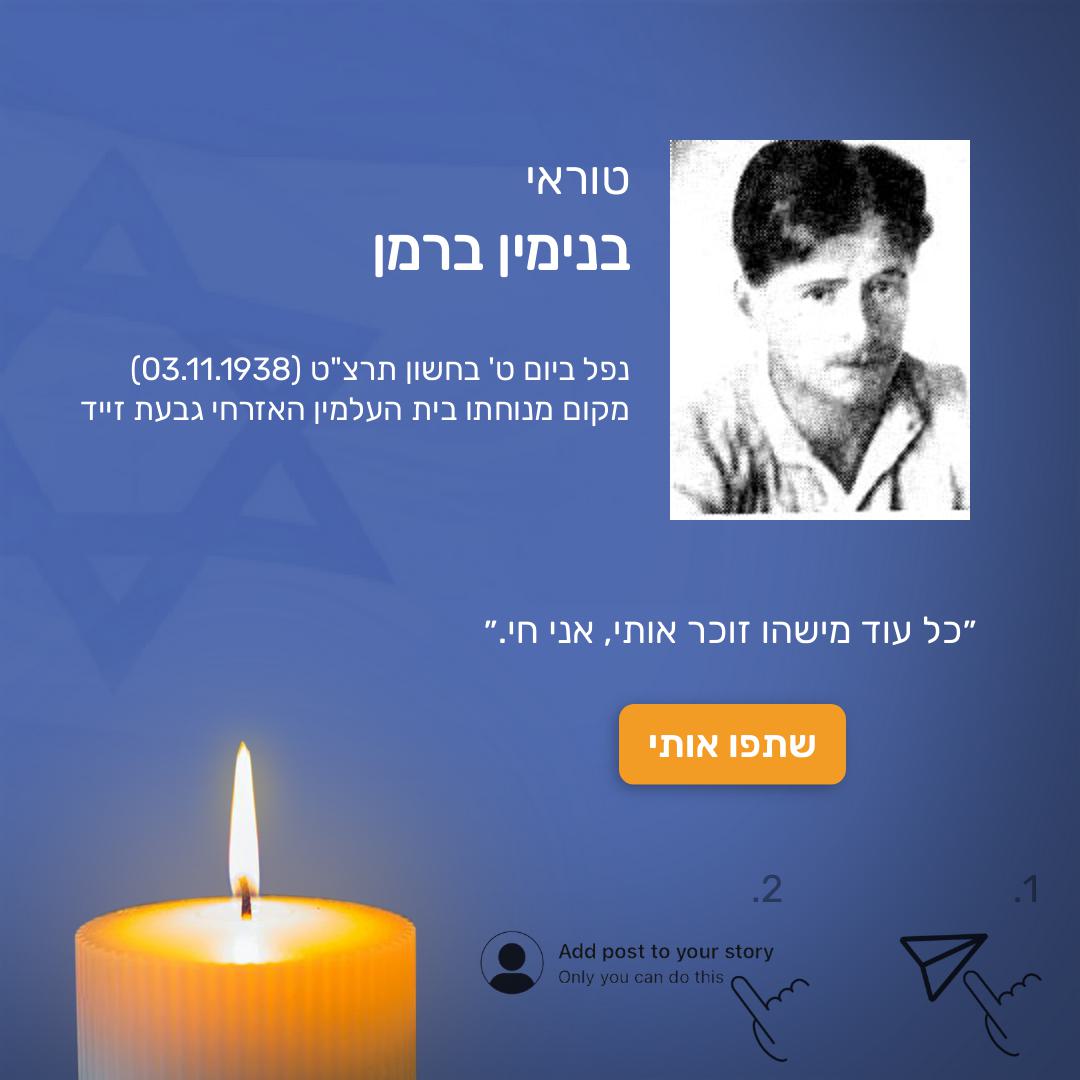 טוראי
בנימין ברמן
נפל ביום ט' בחשון תרצ"ט (03.11.1938)
מקום מנוחתו בית העלמין האזרחי גבעת זייד
״כל עוד מישהו זוכר אותי, אני חי.״
שתפו אותי
1.
2.
Add post to your story
Only you can do this